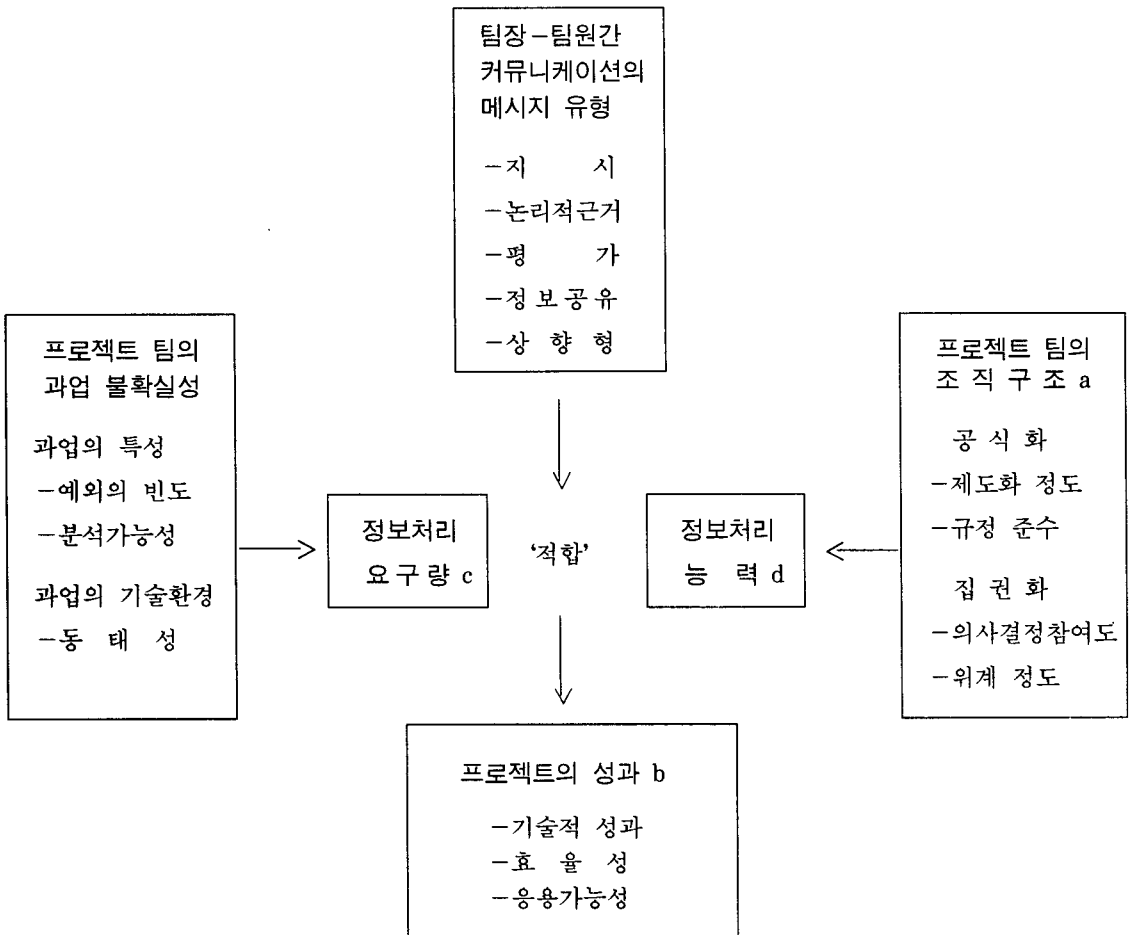 팀장-팀원간
커뮤니케이션의
메시지 유형
-지 시
-논리적근거
-평 가
-정보공유
-상 향 형
프로젝트 팀의
과업 불확실성
과업의 특성
-예외의 빈도
-분석가능성
과업의 기술환경
-동 태 성
정보처리
요구량 c
'적합'
정보처리
능 력 d
프로젝트 팀의
조직구조 a
공 식 화
-제도화 정도
-규정 준수
집 권 화
-의사결정참여도
-위계 정도
프로젝트의 성과 b
-기술적 성과
-효 율 성
-응용가능성